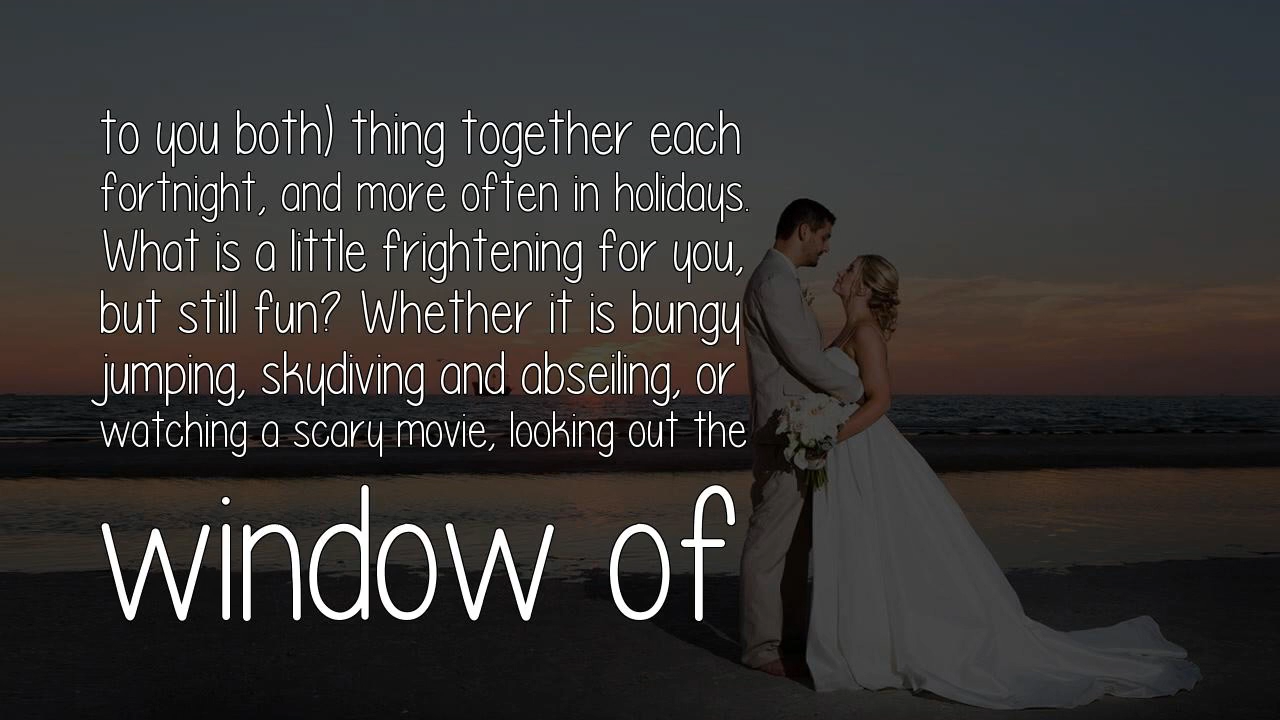 to you both) thing together each
fortnight, and more often in holidays.
What is a little frightening for you,
but still fun? Whether it is bungy
jumping, skydiving and abseiling, or
watching a scary movie, looking out the
window of